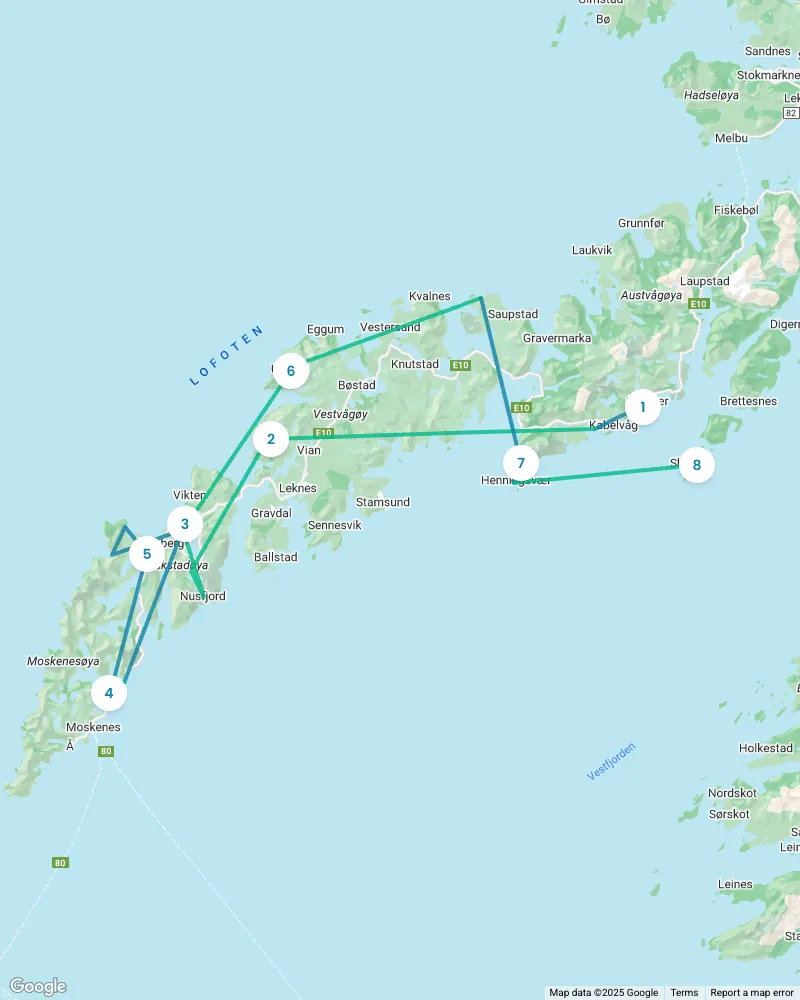 Bø
Sandnes
Hadseløya
82
Melbu
Fiskebøl
Grunnfør
Laukvik
Laupstad
Austvågøya
E10
Kvalnes
Saupstad
Eggum
Vestersand
Gravermarka
LOFOTEN
Knutstad
E10
6
Bøstad
Brettesnes
E10
1
Vestvågøy
Kabelvåg
E10
2
Vian
7
8
Henningsvær
Leknes
Vikten
Stamsund
Gravdal
3
Sennesvik
5
Ballstad
Nusfjord
Moskenesøya
4
Moskenes
Å
80
Holkestad
Vestfjorden
Nordskot
Sørskot
80
Leines
Google
Map data ©2025 Google
Terms
Report a map error